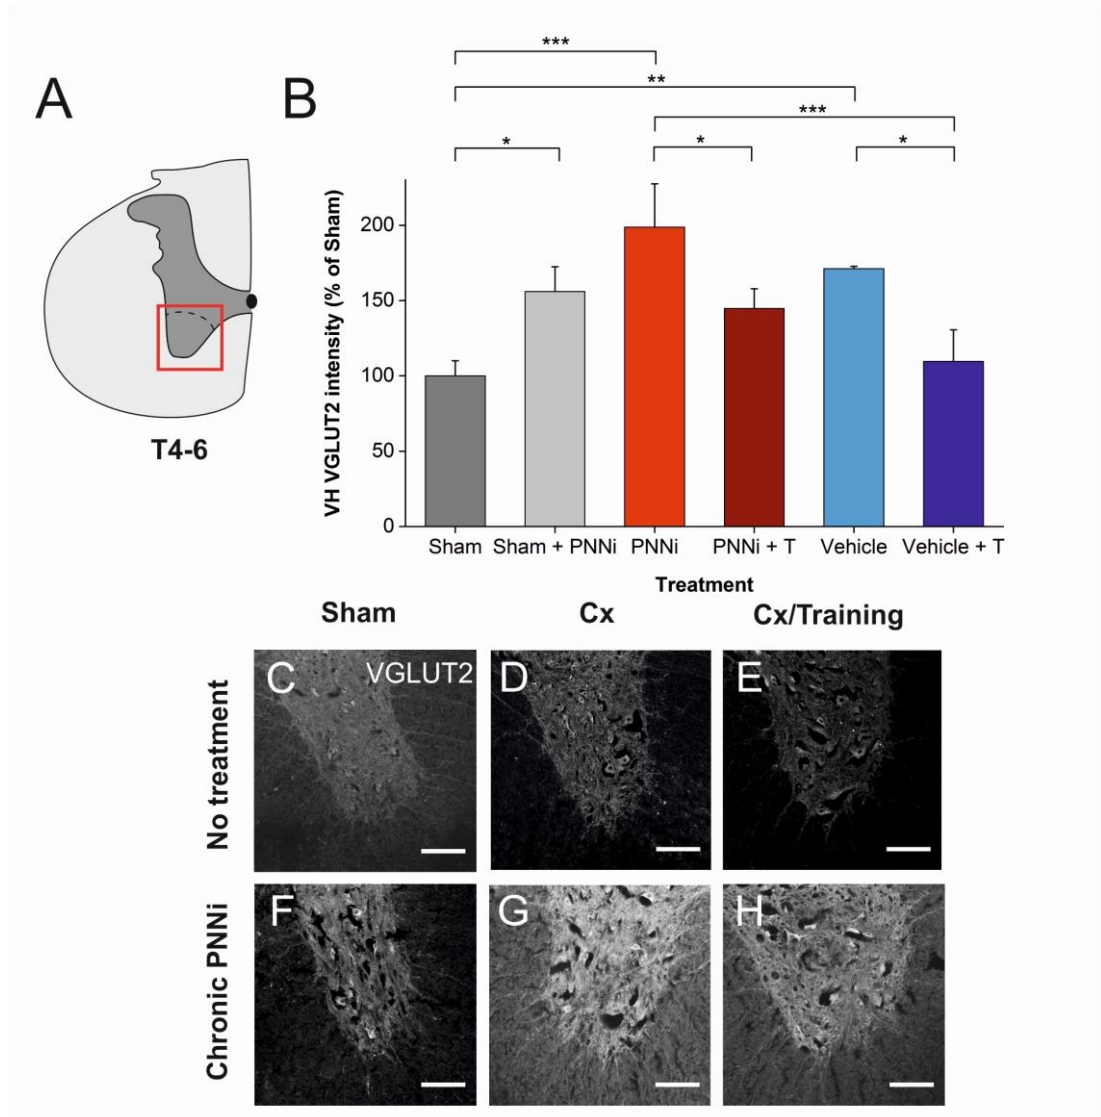 A
T4-6
B
***
**
***
*
*
*
VH VGLUT2 intensity (% of Sham)
200
150
100
50
0
Sham
Sham + PNNi
PNNi
PNNi + T
Vehicle
Vehicle + T
Treatment
Sham
Cx
Cx/Training
No treatment
C
VGLUT2
D
E
Chronic PNNi
F
G
H